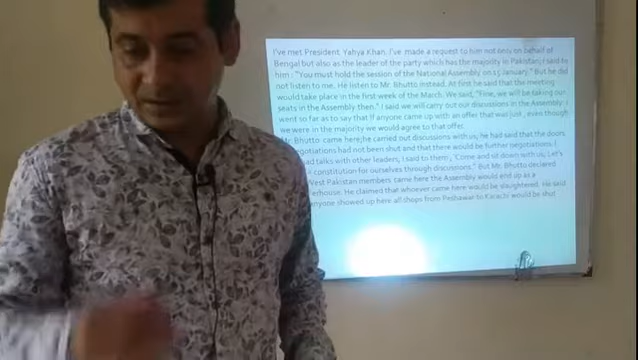 I've met President Yahya Khan. I've made a request to him not only on behalf of
Bengal but also as the leader of the party which has the majority in Pakistan; I said to
him : "You must hold the session of the National Assembly on 15 January." But he did
not listen to me. He listen to Mr. Bhutto instead. At first he said that the meeting
would take place in the first week of the March. We said, "Fine, we will be taking our
seats in the Assembly then." I said we will carry out our discussions in the Assembly. I
went so far as to say that if anyone came up with an offer that was just , even though
we were in the majority we would agree to that offer.
Mr. Bhutto came here; he carried out discussions with us; he had said that the doors
negotiations had not been shut and that there would be further negotiations. I
had talks with other leaders; I said to them, 'Come and sit down with us; Let's
constitution for ourselves through discussions." But Mr. Bhutto declared
West Pakistan members came here the Assembly would end up as a
erhouse. He claimed that whoever came here would be slaughtered. He said
anyone showed up here all shops from Peshawar to Karachi would be shut